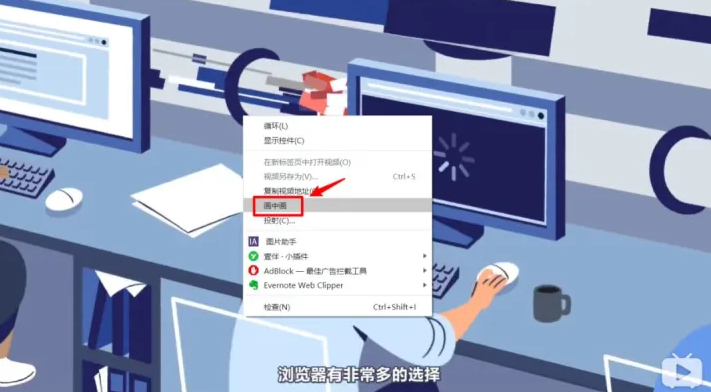 循环(L)
显示控件(C)
在新标签页中打开视频(O)
视频另存为(V)... Ctrl+S
复制视频地址
画中画
投射(C)...
IA 图片助手
壹伴 · 小插件
AdBlock — 最佳广告拦截工具
Evernote Web Clipper
检查(N) Ctrl+Shift+I
浏览器有非常多的选择